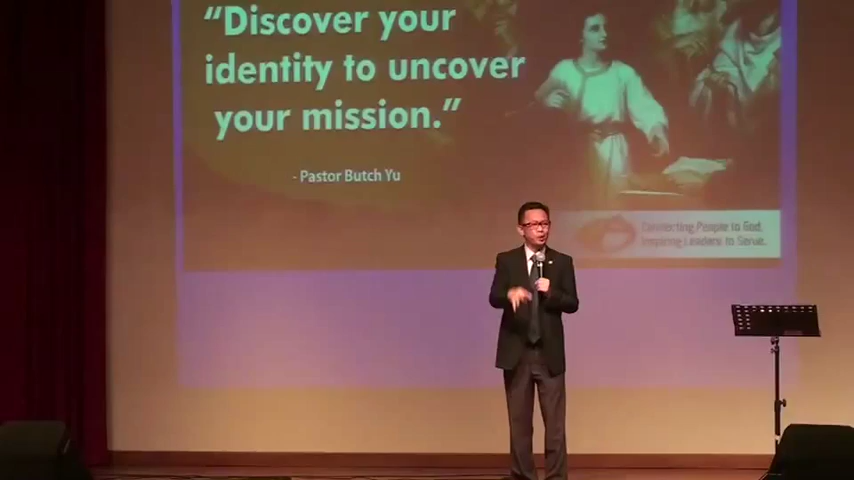 “Discover your
identity to uncover
your mission.”
- Pastor Butch Yu
Connecting People to God,
Inspiring Leaders to Serve.